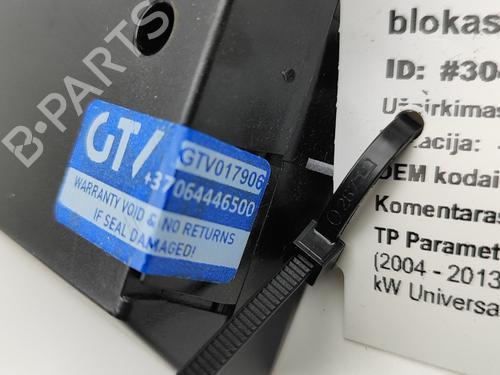 B-PARTS
GTV
GTV017906
+37064446500
WARRANTY VOID & NO RETURNS
IF SEAL DAMAGED!
blokas
ID: #30
OEM kodai
Komentaras
TP Paramet
(2004 - 2013
kW Universa